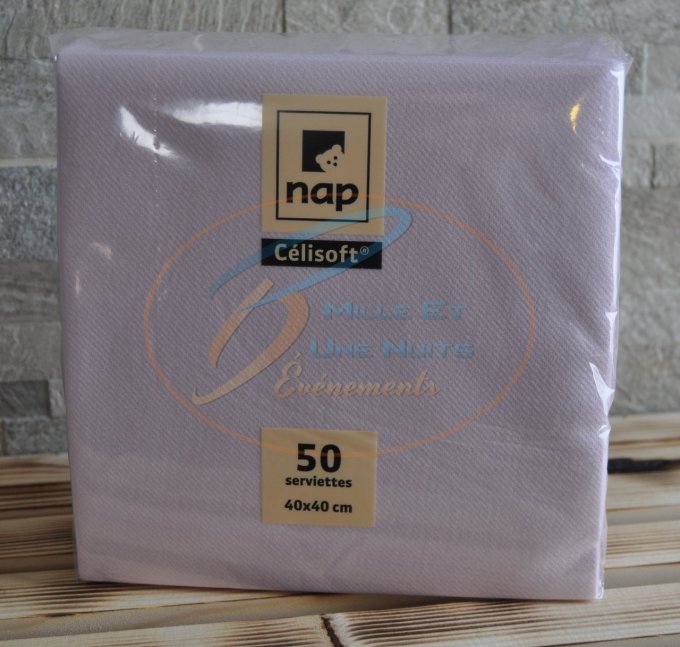 nap
Célisoft®
Mille Et
Une Nuits
Événements
50
serviettes
40x40 cm